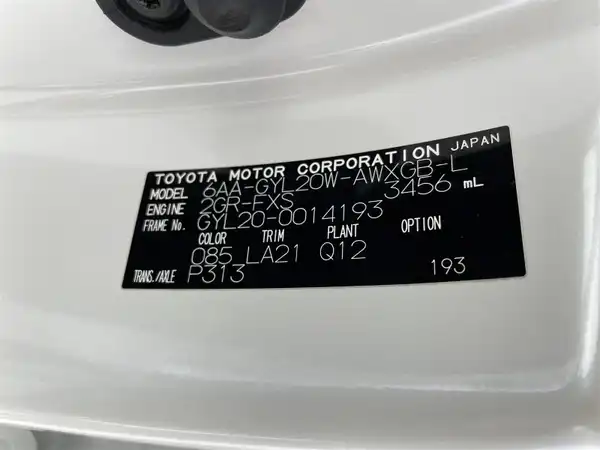 TOYOTA MOTOR CORPORATION JAPAN
MODEL 6AA-GYL20W-AWXGB-L
ENGINE 2GR-FXS 3456 mL
FRAME No. GYL20-0014193
COLOR TRIM PLANT OPTION
085 LA21 Q12
TRANS./AXLE P313 193